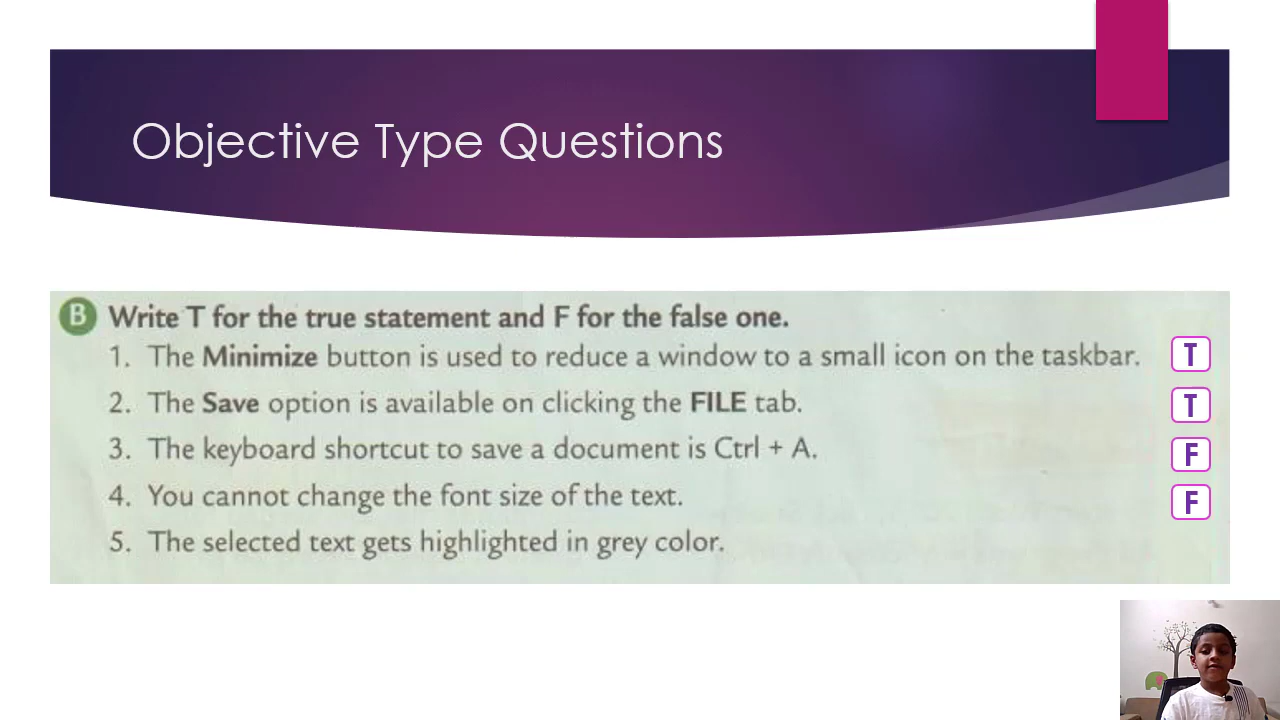 Objective Type Questions
B Write T for the true statement and F for the false one.
1. The Minimize button is used to reduce a window to a small icon on the taskbar. T
2. The Save option is available on clicking the FILE tab. T
3. The keyboard shortcut to save a document is Ctrl + A. F
4. You cannot change the font size of the text. F
5. The selected text gets highlighted in grey color.